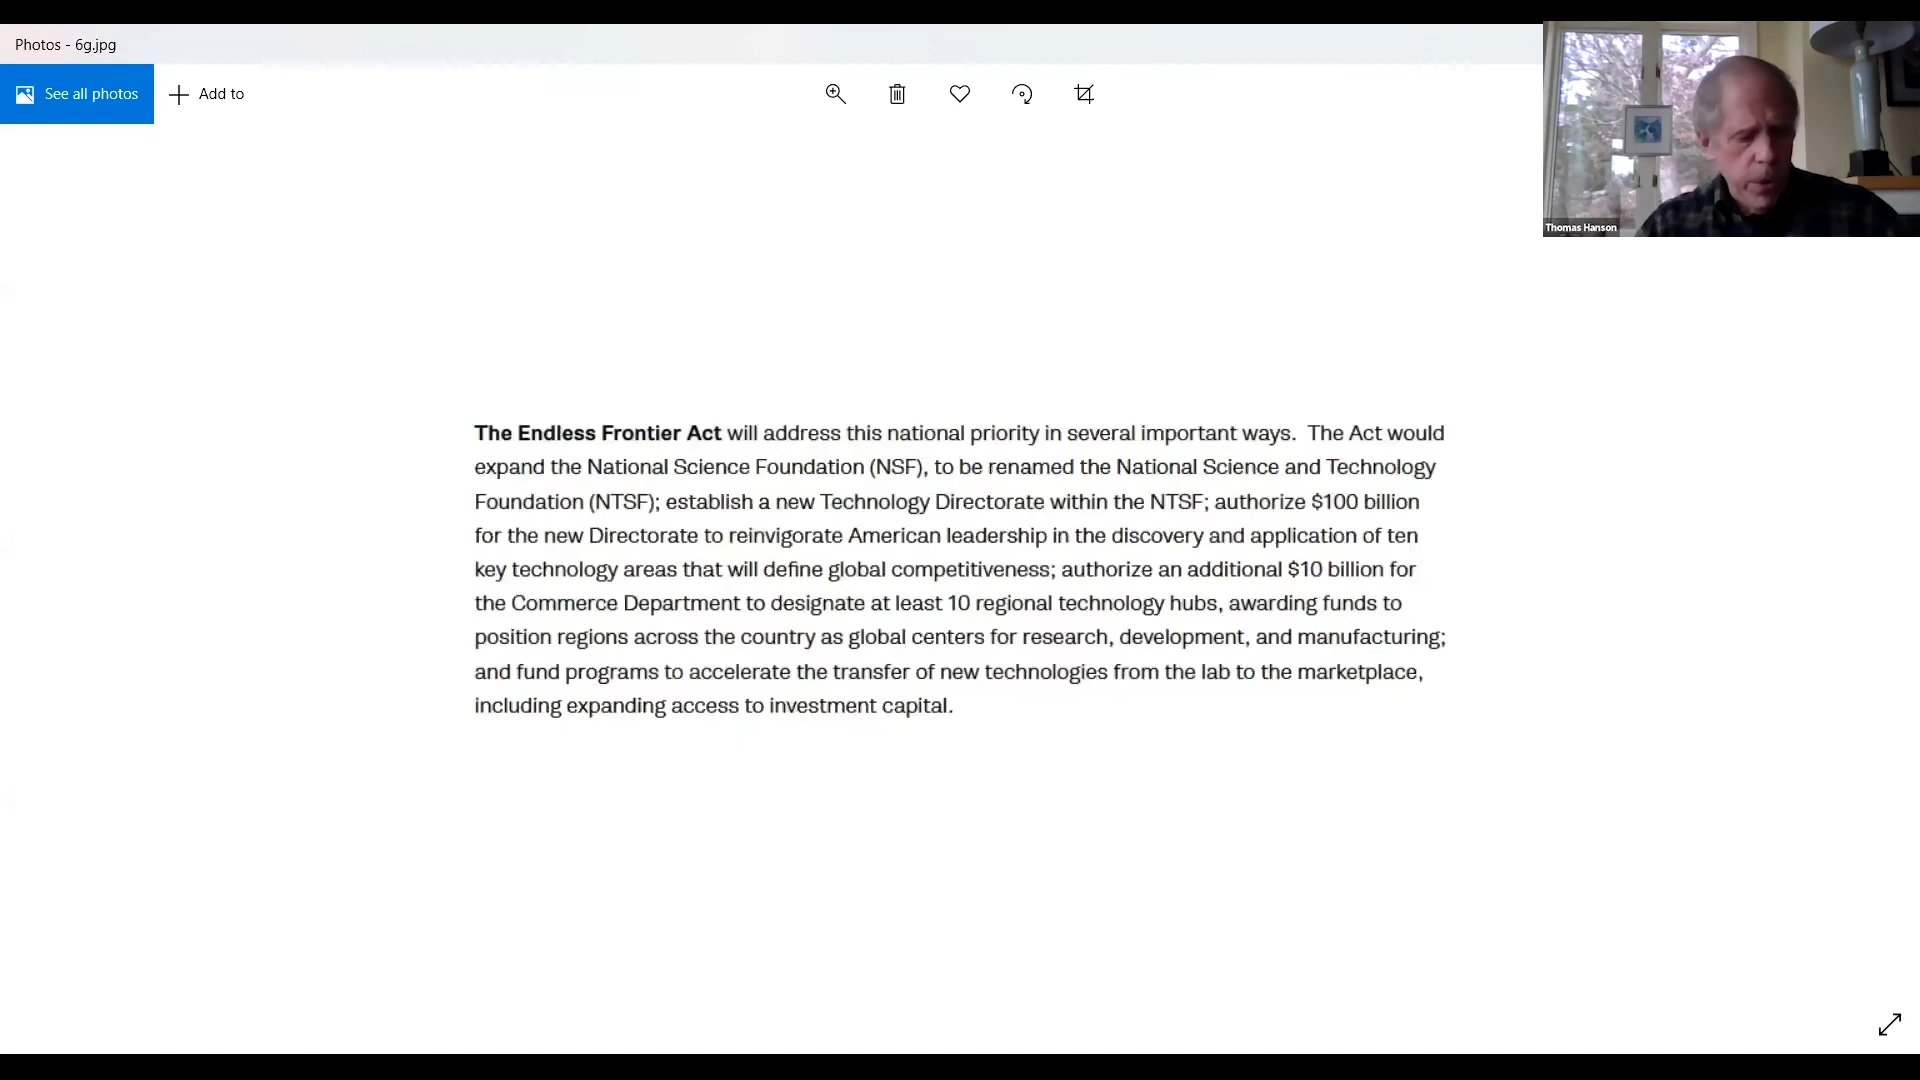 Photos - 6g.jpg
See all photos
Add to
Thomas Hanson
The Endless Frontier Act will address this national priority in several important ways.  The Act would
expand the National Science Foundation (NSF), to be renamed the National Science and Technology
Foundation (NTSF); establish a new Technology Directorate within the NTSF; authorize $100 billion
for the new Directorate to reinvigorate American leadership in the discovery and application of ten
key technology areas that will define global competitiveness; authorize an additional $10 billion for
the Commerce Department to designate at least 10 regional technology hubs, awarding funds to
position regions across the country as global centers for research, development, and manufacturing;
and fund programs to accelerate the transfer of new technologies from the lab to the marketplace,
including expanding access to investment capital.